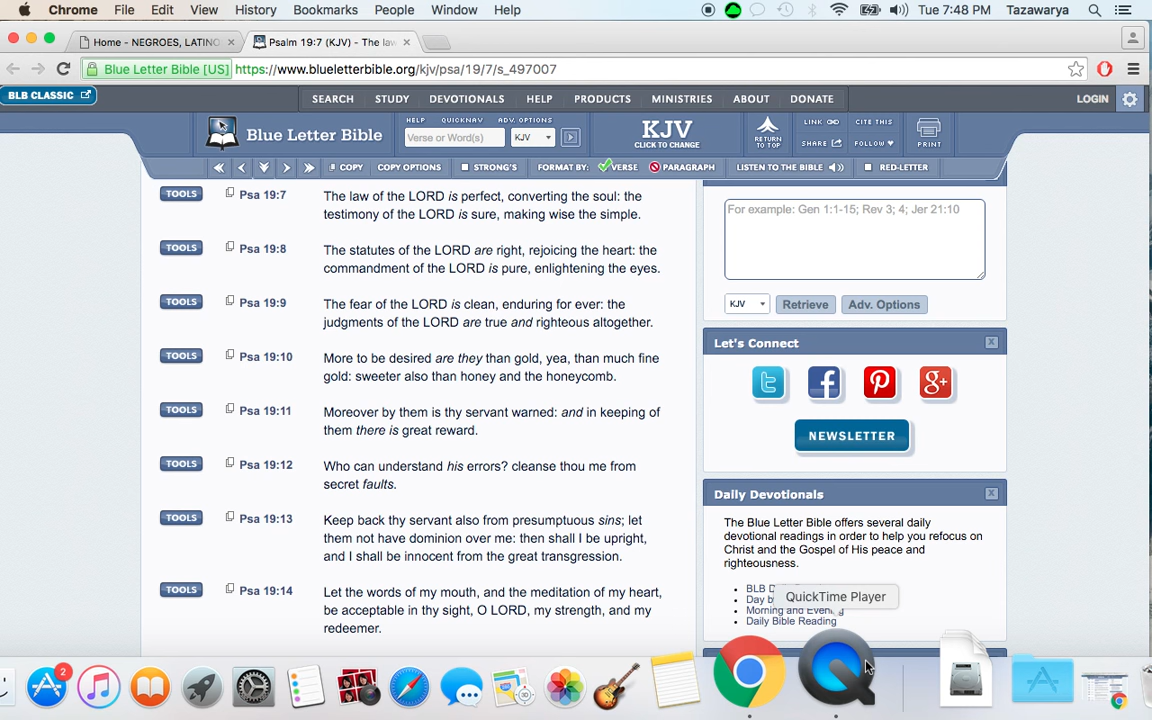 Chrome File Edit View History Bookmarks People Window Help Tue 7:48 PM Tazawarya
Home - NEGROES, LATINO × Psalm 19:7 (KJV) - The law ×
Blue Letter Bible [US] https://www.blueletterbible.org/kjv/psa/19/7/s_497007
BLB CLASSIC SEARCH STUDY DEVOTIONALS HELP PRODUCTS MINISTRIES ABOUT DONATE LOGIN
Blue Letter Bible
HELP QUICKNAV ADV. OPTIONS
Verse or Word(s) KJV
KJV
CLICK TO CHANGE
RETURN
TO TOP
LINK CITE THIS
SHARE FOLLOW
PRINT
COPY COPY OPTIONS STRONG'S FORMAT BY: VERSE PARAGRAPH LISTEN TO THE BIBLE RED-LETTER
TOOLS Psa 19:7 The law of the LORD is perfect, converting the soul: the
testimony of the LORD is sure, making wise the simple.
TOOLS Psa 19:8 The statutes of the LORD are right, rejoicing the heart: the
commandment of the LORD is pure, enlightening the eyes.
TOOLS Psa 19:9 The fear of the LORD is clean, enduring for ever: the
judgments of the LORD are true and righteous altogether.
TOOLS Psa 19:10 More to be desired are they than gold, yea, than much fine
gold: sweeter also than honey and the honeycomb.
TOOLS Psa 19:11 Moreover by them is thy servant warned: and in keeping of
them there is great reward.
TOOLS Psa 19:12 Who can understand his errors? cleanse thou me from
secret faults.
TOOLS Psa 19:13 Keep back thy servant also from presumptuous sins; let
them not have dominion over me: then shall I be upright,
and I shall be innocent from the great transgression.
TOOLS Psa 19:14 Let the words of my mouth, and the meditation of my heart,
be acceptable in thy sight, O LORD, my strength, and my
redeemer.
For example: Gen 1:1-15; Rev 3; 4; Jer 21:10
KJV Retrieve Adv. Options
Let's Connect
NEWSLETTER
Daily Devotionals
The Blue Letter Bible offers several daily
devotional readings in order to help you refocus on
Christ and the Gospel of His peace and
righteousness.
BLB D
Day b
Morning and Evening
Daily Bible Reading
QuickTime Player
2
3D